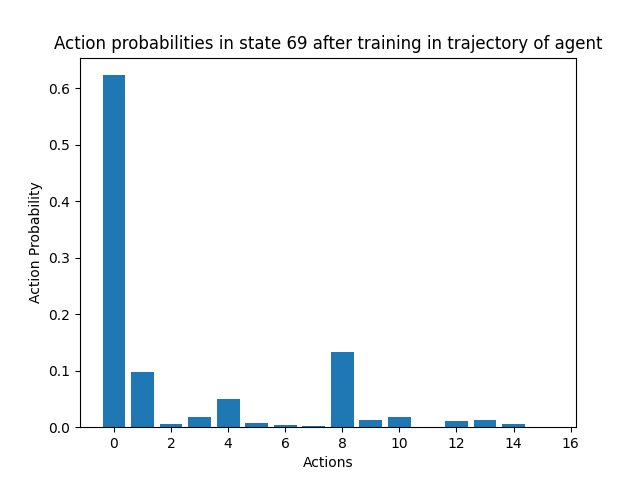 Action probabilities in state 69 after training in trajectory of agent
0.6
0.5
0.4
0.3
0.2
0.1
0.0
Action Probability
0 2 4 6 8 10 12 14 16
Actions